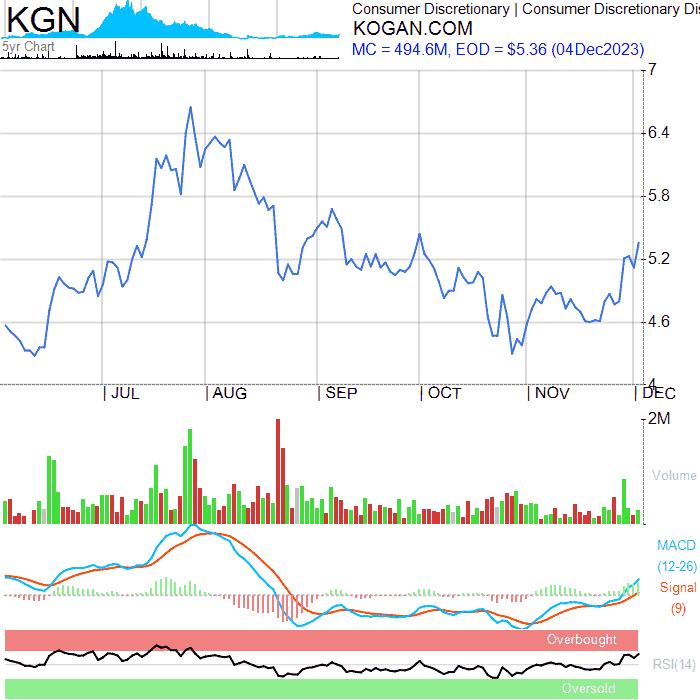 KGN
Consumer Discretionary | Consumer Discretionary Dis
KOGAN.COM
MC = 494.6M, EOD = $5.36 (04Dec2023)
5yr Chart
7
6.4
5.8
5.2
4.6
4
| JUL | AUG | SEP | OCT | NOV | DEC
2M
Volume
MACD
(12-26)
Signal
(9)
Overbought
RSI(14)
Oversold